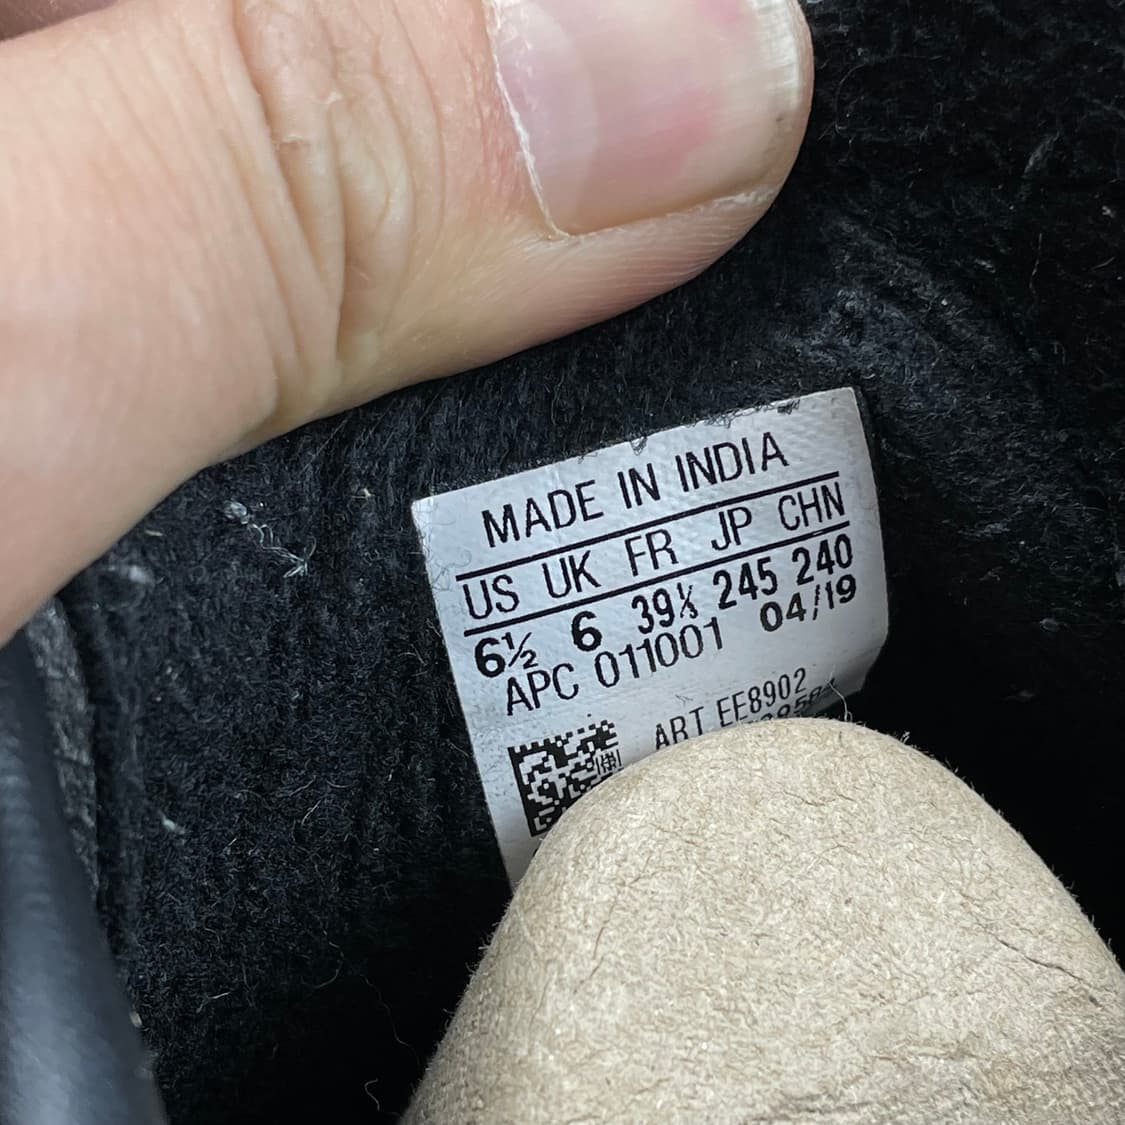 MADE IN INDIA
US UK FR JP CHN
6½ 6 39⅓ 245 240
APC 011001 04/19
ART EE8902